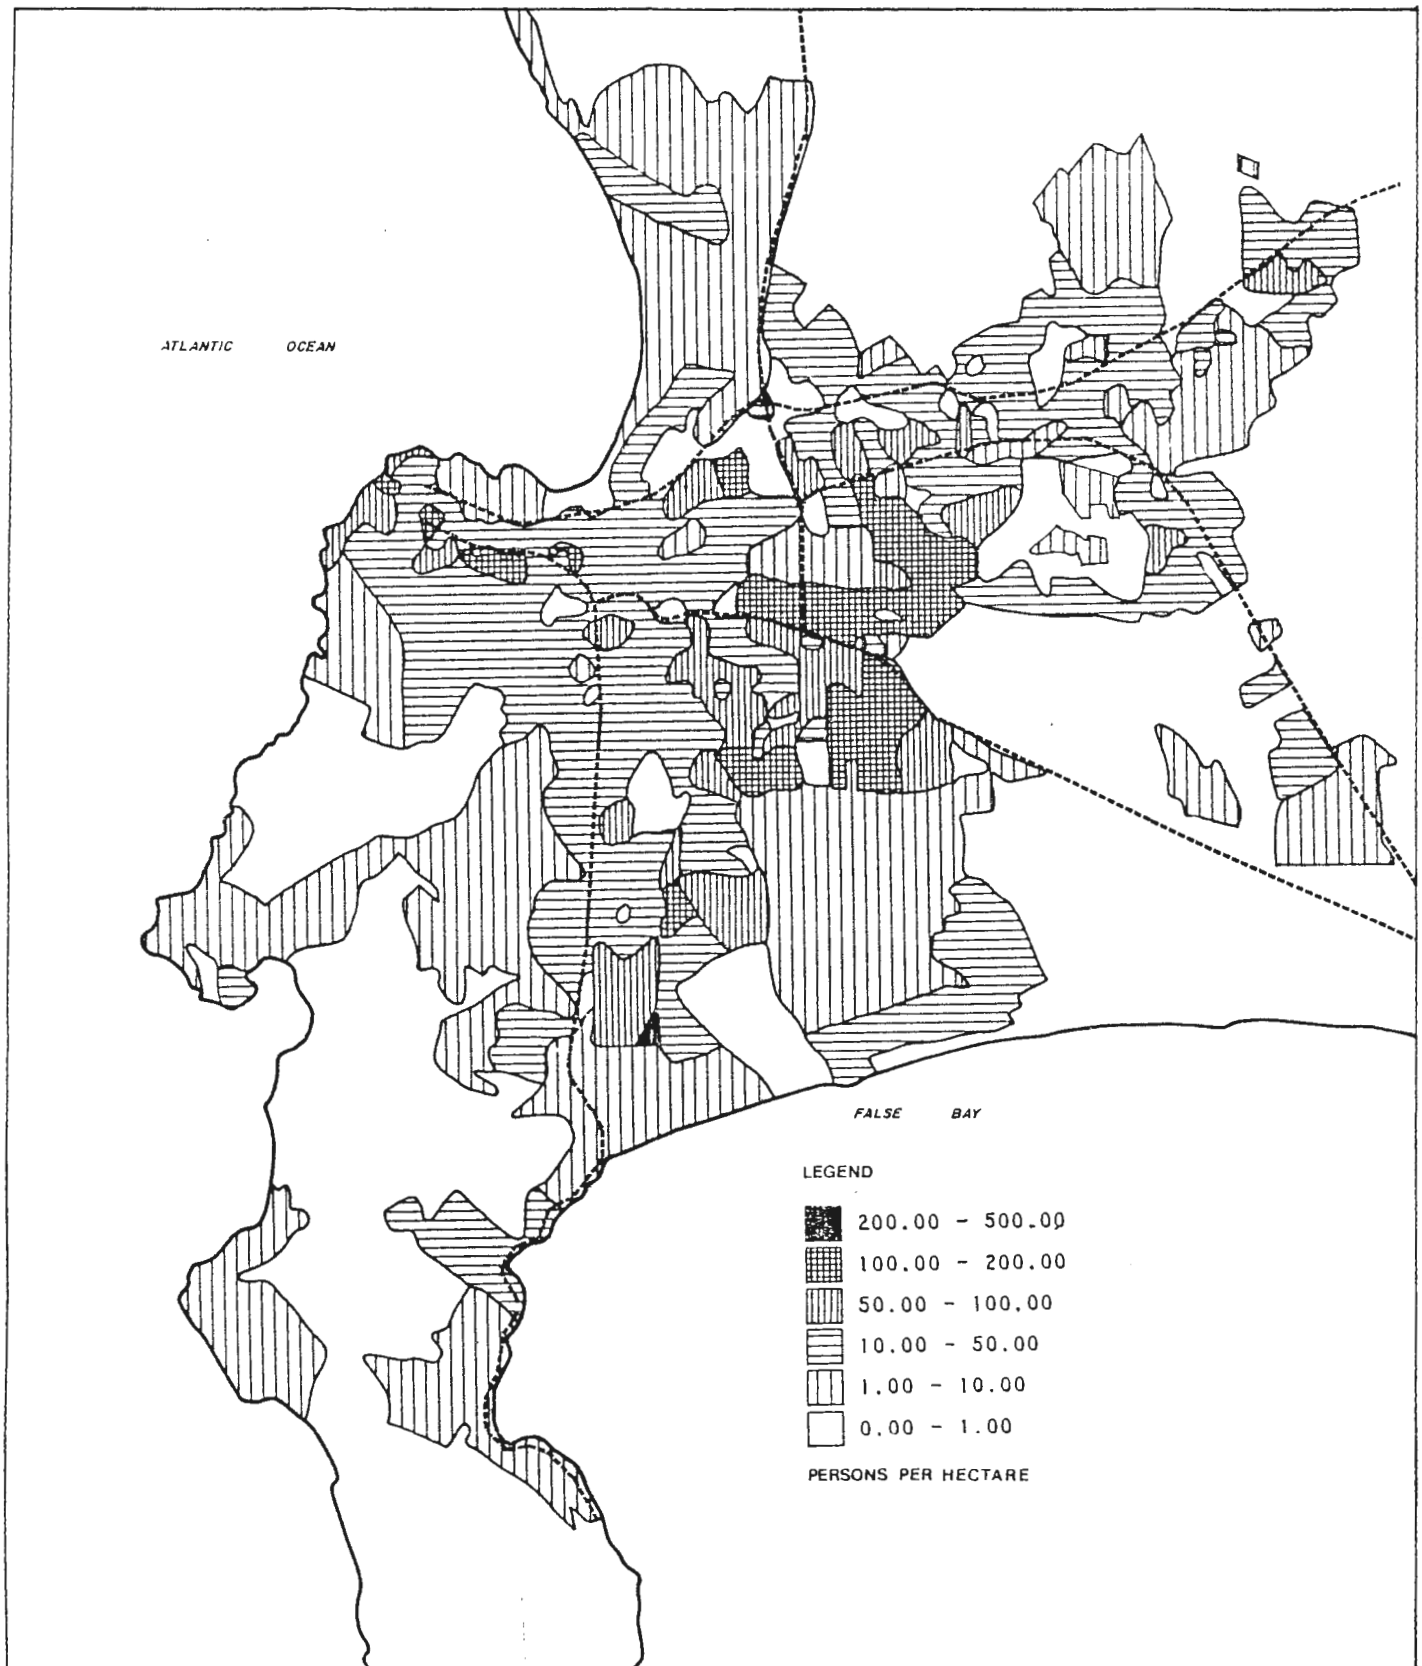 ATLANTIC OCEAN
FALSE BAY
LEGEND
200.00 - 500.00
100.00 - 200.00
50.00 - 100.00
10.00 - 50.00
1.00 - 10.00
0.00 - 1.00
PERSONS PER HECTARE